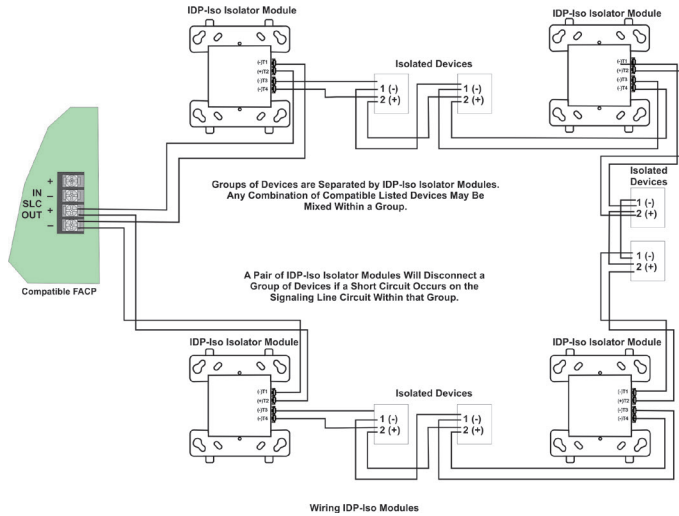 IDP-Iso Isolator Module
IDP-Iso Isolator Module
(-)T1
(+)T2
(-)T3
(-)T4
Isolated Devices
1 (-)
2 (+)
1 (-)
2 (+)
(-)T1
(+)T2
(-)T3
(-)T4
+
IN
–
SLC
+
OUT
–
Compatible FACP
Groups of Devices are Separated by IDP-Iso Isolator Modules.
Any Combination of Compatible Listed Devices May Be
Mixed Within a Group.
Isolated
Devices
1 (-)
2 (+)
1 (-)
2 (+)
A Pair of IDP-Iso Isolator Modules Will Disconnect a
Group of Devices if a Short Circuit Occurs on the
Signaling Line Circuit Within that Group.
IDP-Iso Isolator Module
IDP-Iso Isolator Module
(-)T1
(+)T2
(-)T3
(-)T4
Isolated Devices
1 (-)
2 (+)
1 (-)
2 (+)
(-)T1
(+)T2
(-)T3
(-)T4
Wiring IDP-Iso Modules